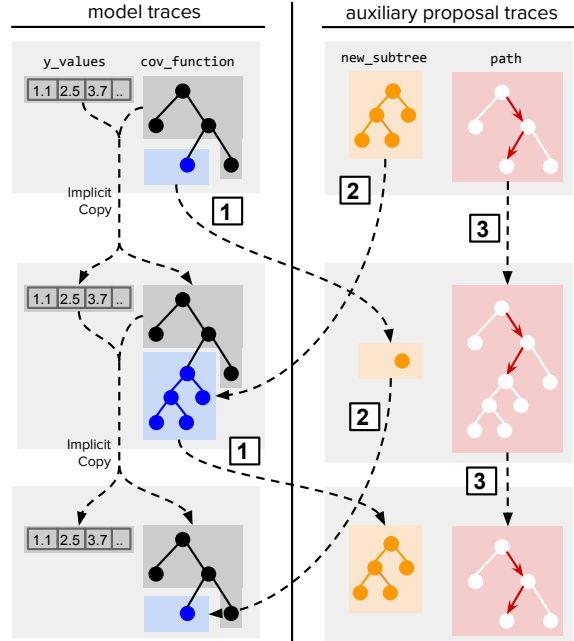 model traces
auxiliary proposal traces
y_values
cov_function
new_subtree
path
1.1 2.5 3.7 ..
Implicit
Copy
1
2
3
1.1 2.5 3.7 ..
2
Implicit
Copy
1
3
1.1 2.5 3.7 ..